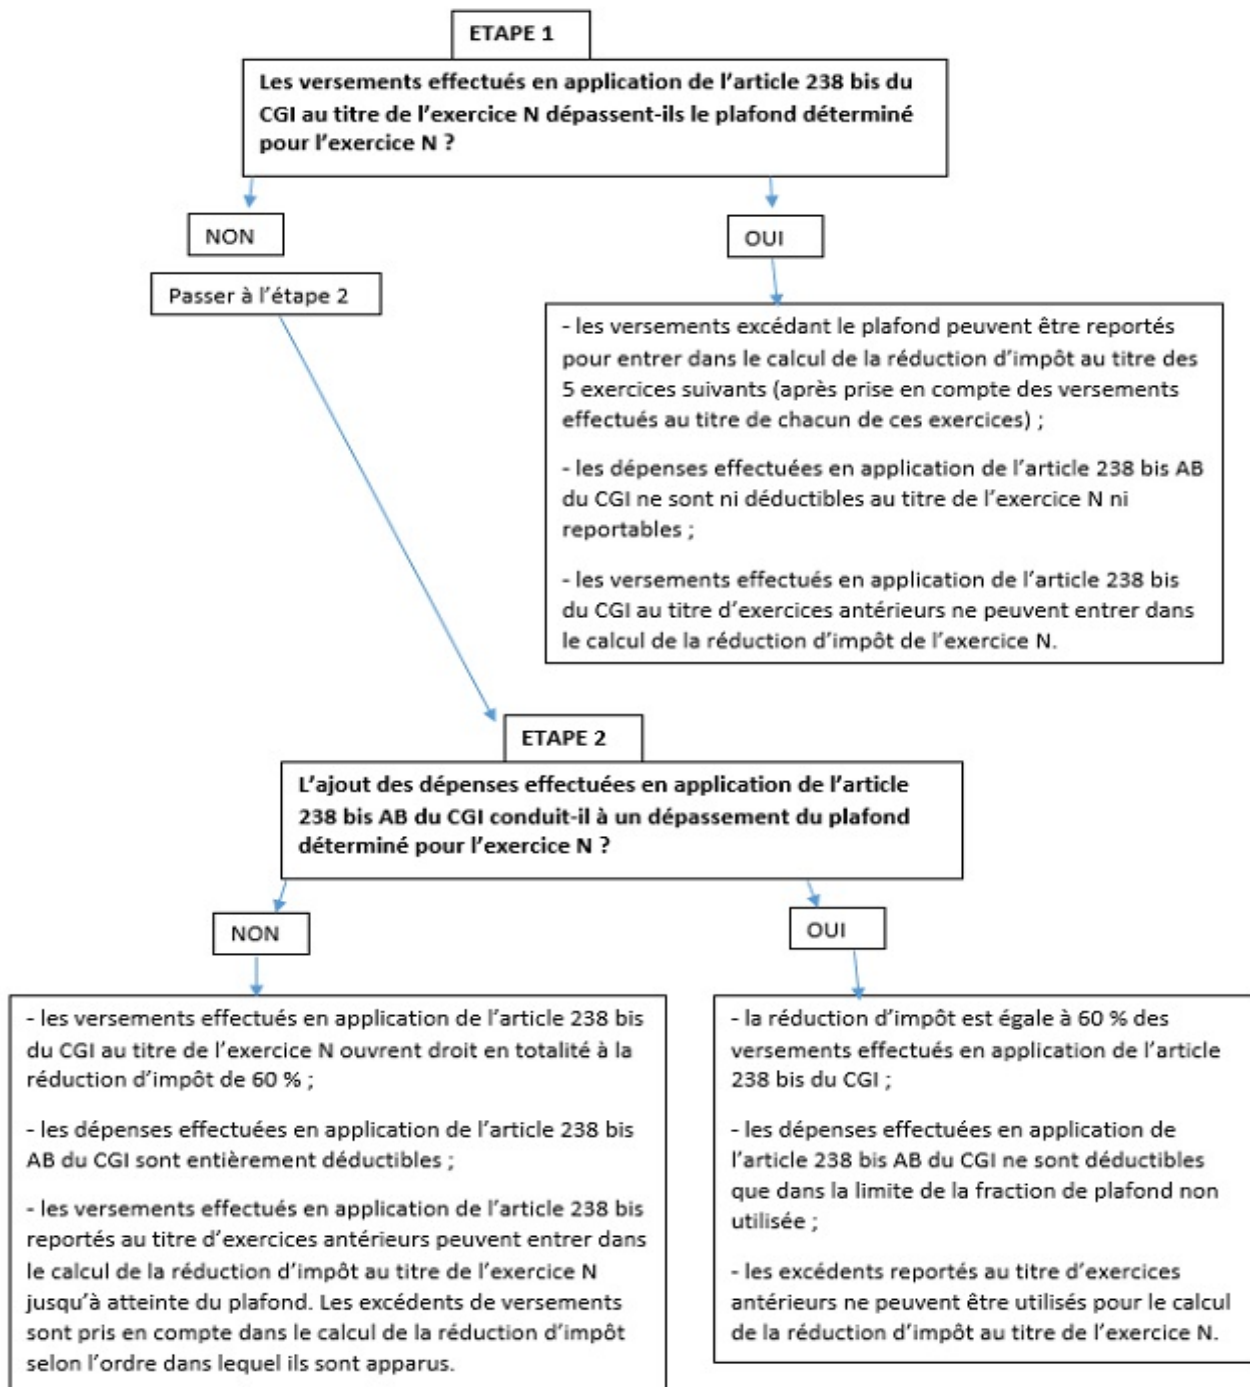 ETAPE 1
Les versements effectués en application de l'article 238 bis du
CGI au titre de l'exercice N dépassent-ils le plafond déterminé
pour l'exercice N ?
NON
OUI
Passer à l'étape 2
- les versements excédant le plafond peuvent être reportés
pour entrer dans le calcul de la réduction d'impôt au titre des
5 exercices suivants (après prise en compte des versements
effectués au titre de chacun de ces exercices) ;
- les dépenses effectuées en application de l'article 238 bis AB
du CGI ne sont ni déductibles au titre de l'exercice N ni
reportables ;
- les versements effectués en application de l'article 238 bis
du CGI au titre d'exercices antérieurs ne peuvent entrer dans
le calcul de la réduction d'impôt de l'exercice N.
ETAPE 2
L'ajout des dépenses effectuées en application de l'article
238 bis AB du CGI conduit-il à un dépassement du plafond
déterminé pour l'exercice N ?
NON
OUI
- les versements effectués en application de l'article 238 bis
du CGI au titre de l'exercice N ouvrent droit en totalité à la
réduction d'impôt de 60 % ;
- les dépenses effectuées en application de l'article 238 bis
AB du CGI sont entièrement déductibles ;
- les versements effectués en application de l'article 238 bis
reportés au titre d'exercices antérieurs peuvent entrer dans
le calcul de la réduction d'impôt au titre de l'exercice N
jusqu'à atteinte du plafond. Les excédents de versements
sont pris en compte dans le calcul de la réduction d'impôt
selon l'ordre dans lequel ils sont apparus.
- la réduction d'impôt est égale à 60 % des
versements effectués en application de l'article
238 bis du CGI ;
- les dépenses effectuées en application de
l'article 238 bis AB du CGI ne sont déductibles
que dans la limite de la fraction de plafond non
utilisée ;
- les excédents reportés au titre d'exercices
antérieurs ne peuvent être utilisés pour le calcul
de la réduction d'impôt au titre de l'exercice N.